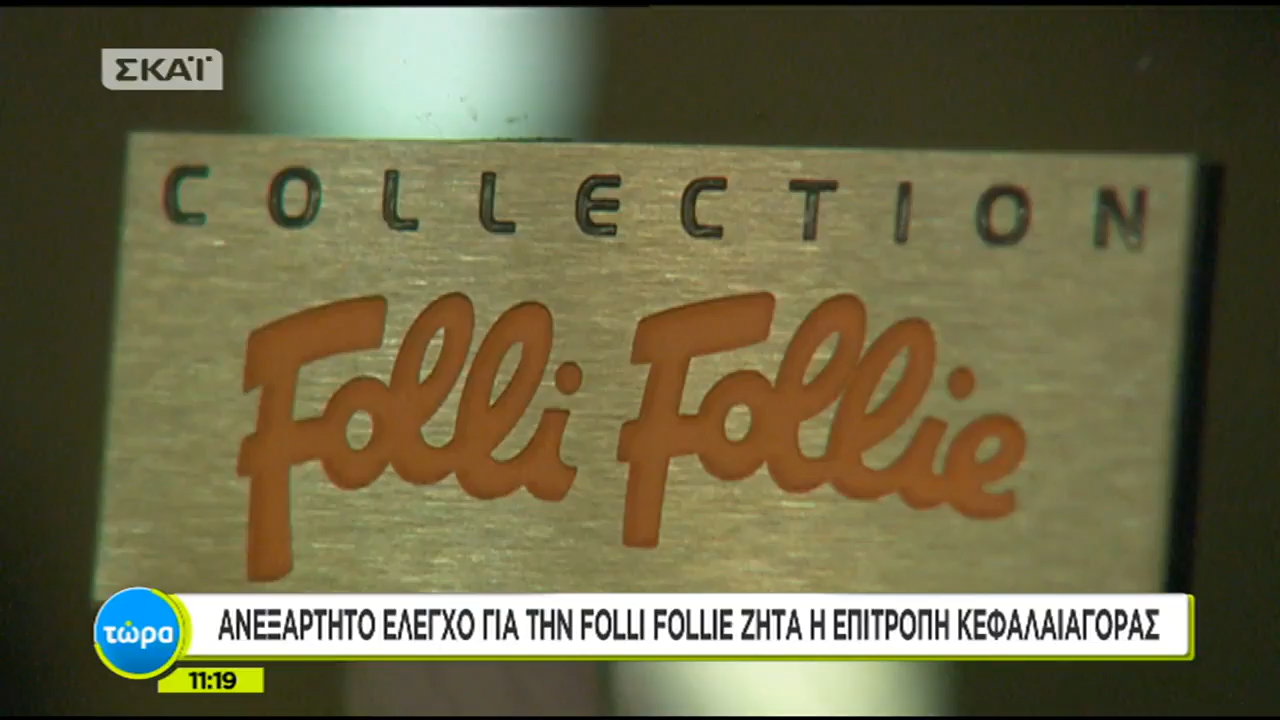 ΣΚΑΪ
COLLECTION
Folli Follie
τώρα
ΑΝΕΞΑΡΤΗΤΟ ΕΛΕΓΧΟ ΓΙΑ ΤΗΝ FOLLI FOLLIE ΖΗΤΑ Η ΕΠΙΤΡΟΠΗ ΚΕΦΑΛΑΙΑΓΟΡΑΣ
11:19